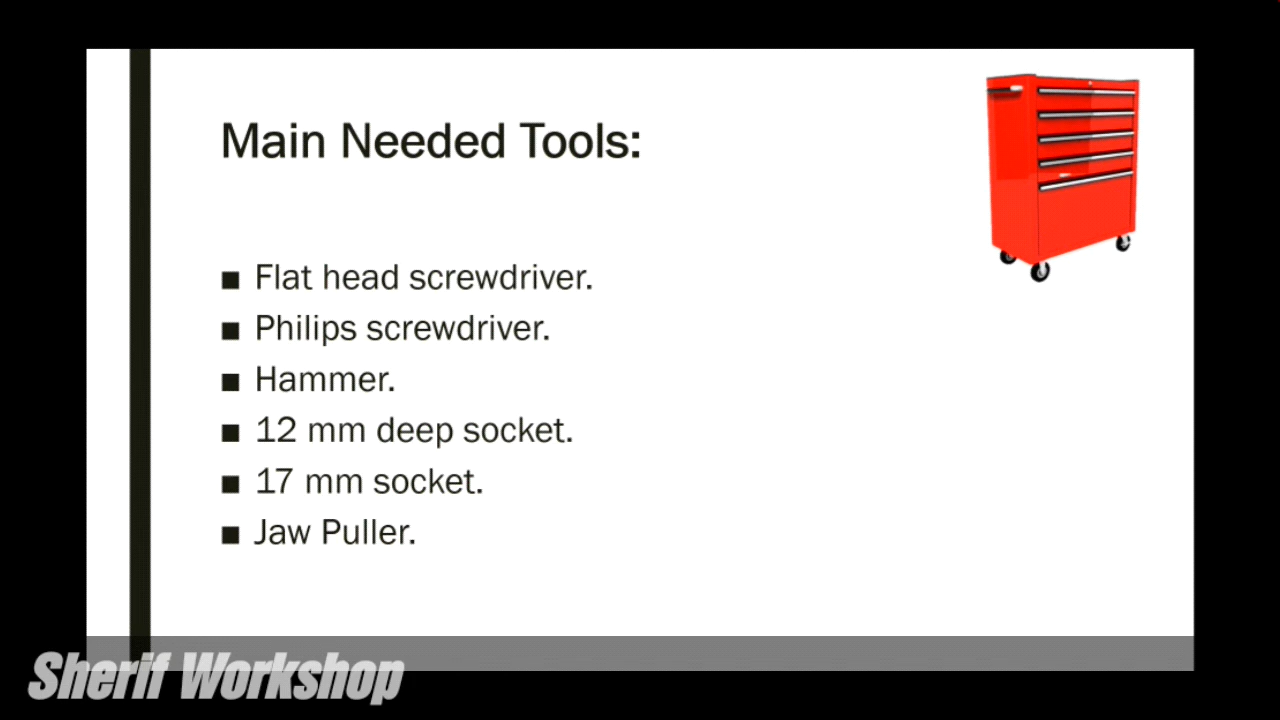 Main Needed Tools:
■ Flat head screwdriver.
■ Philips screwdriver.
■ Hammer.
■ 12 mm deep socket.
■ 17 mm socket.
■ Jaw Puller.
Sherif Workshop